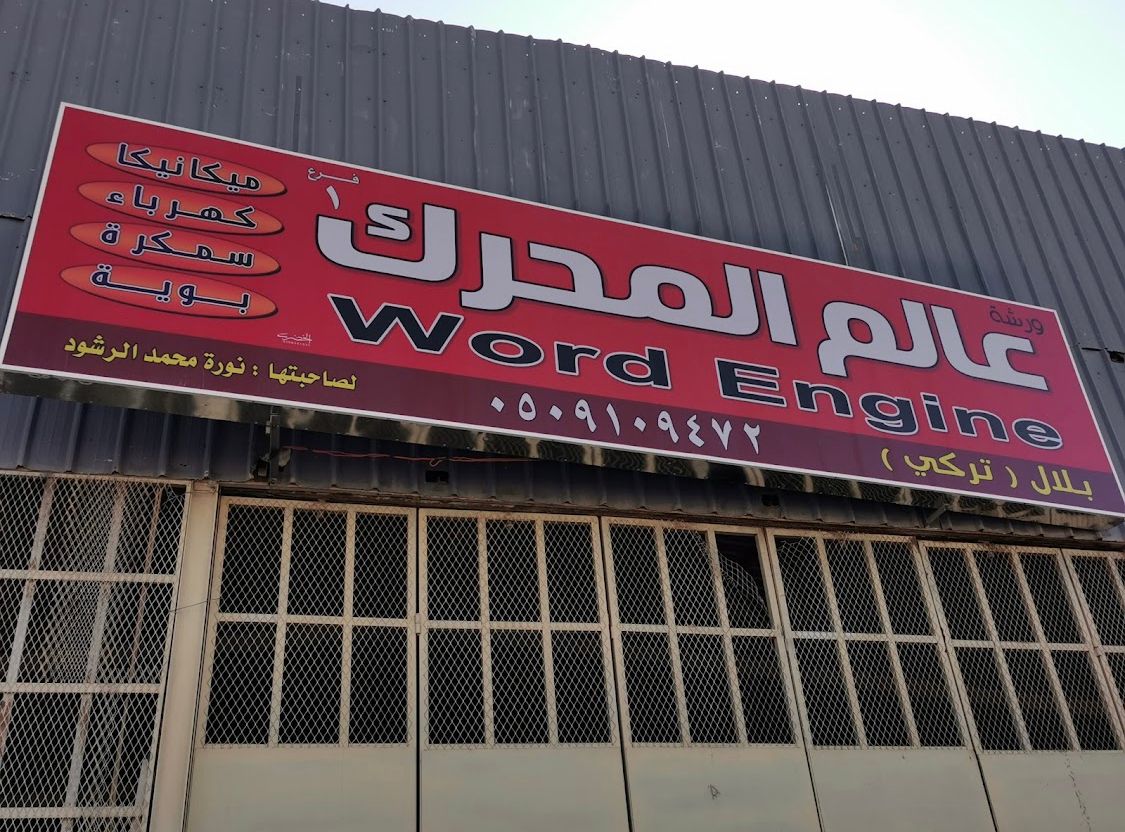 ورشة
عالم المحرك
فرع
١
Word Engine
ميكانيكا
كهرباء
سمكرة
بوية
بلال ( تركي )
٠٥٠٩١٠٩٤٧٢
لصاحبتها : نورة محمد الرشود